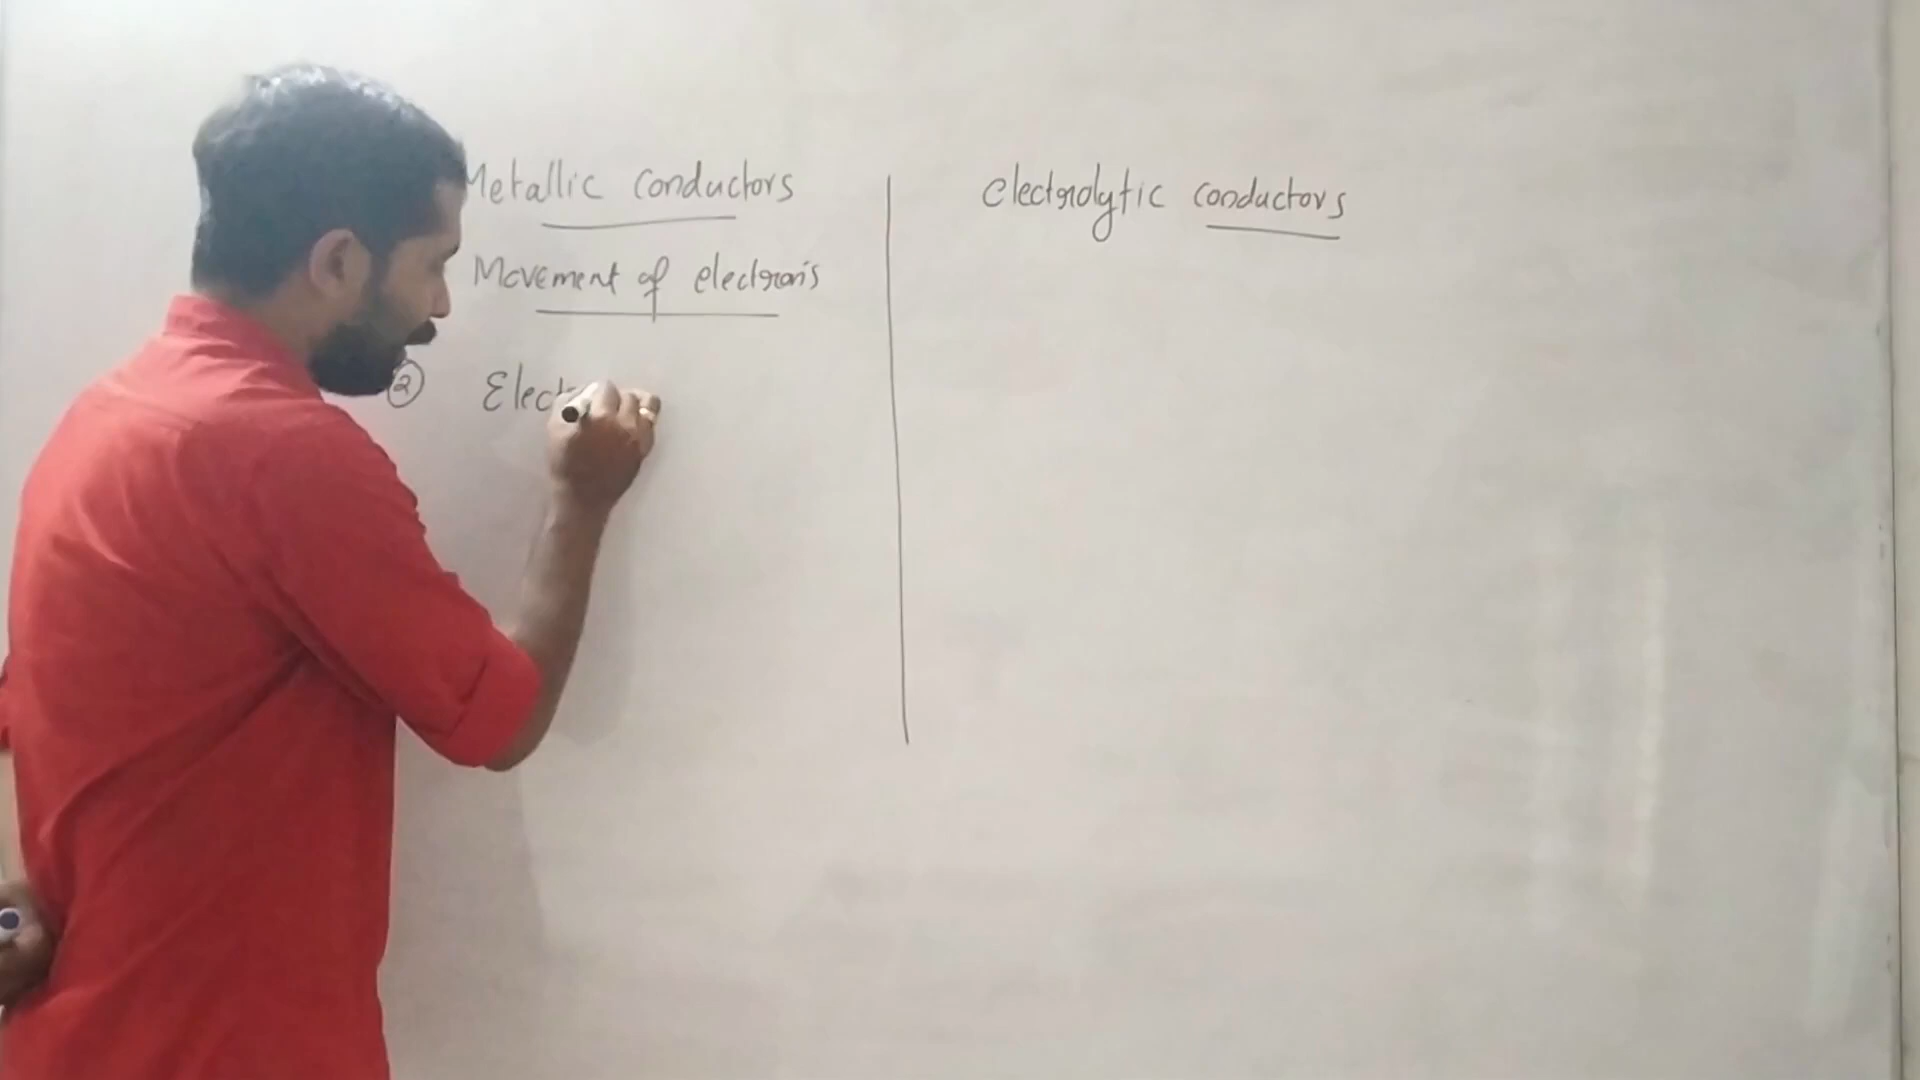 Metallic conductors
Movement of electrons
② Elect
electrolytic conductors